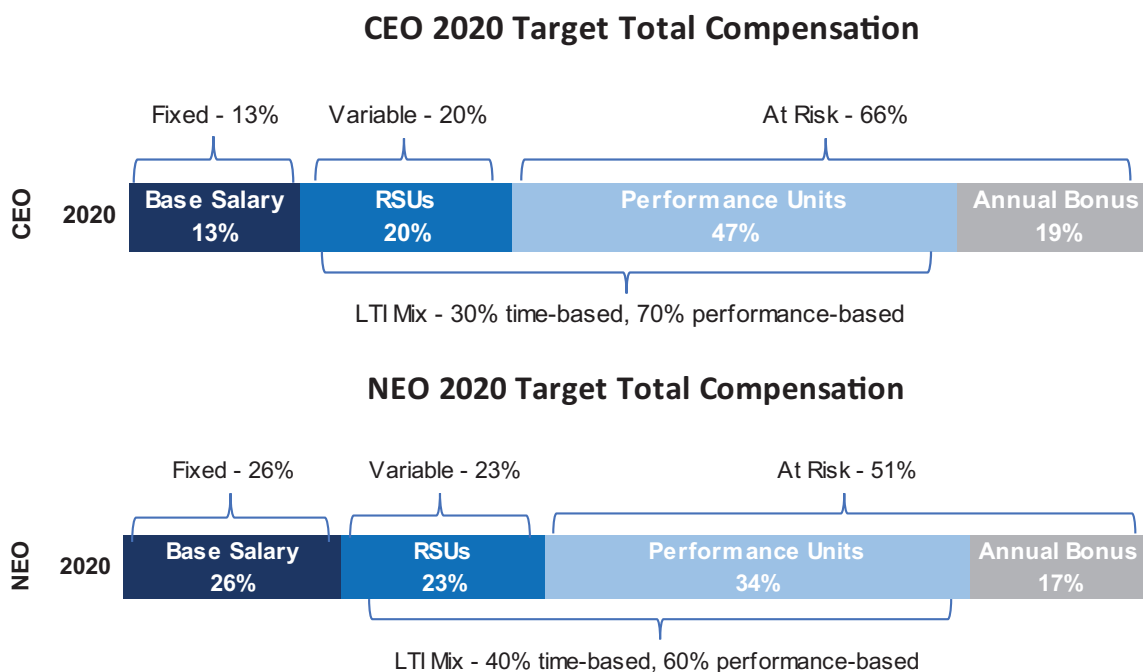 CEO 2020 Target Total Compensation
Fixed - 13%
Variable - 20%
At Risk - 66%
CEO
2020
Base Salary
13%
RSUs
20%
Performance Units
47%
Annual Bonus
19%
LTI Mix - 30% time-based, 70% performance-based
NEO 2020 Target Total Compensation
Fixed - 26%
Variable - 23%
At Risk - 51%
NEO
2020
Base Salary
26%
RSUs
23%
Performance Units
34%
Annual Bonus
17%
LTI Mix - 40% time-based, 60% performance-based